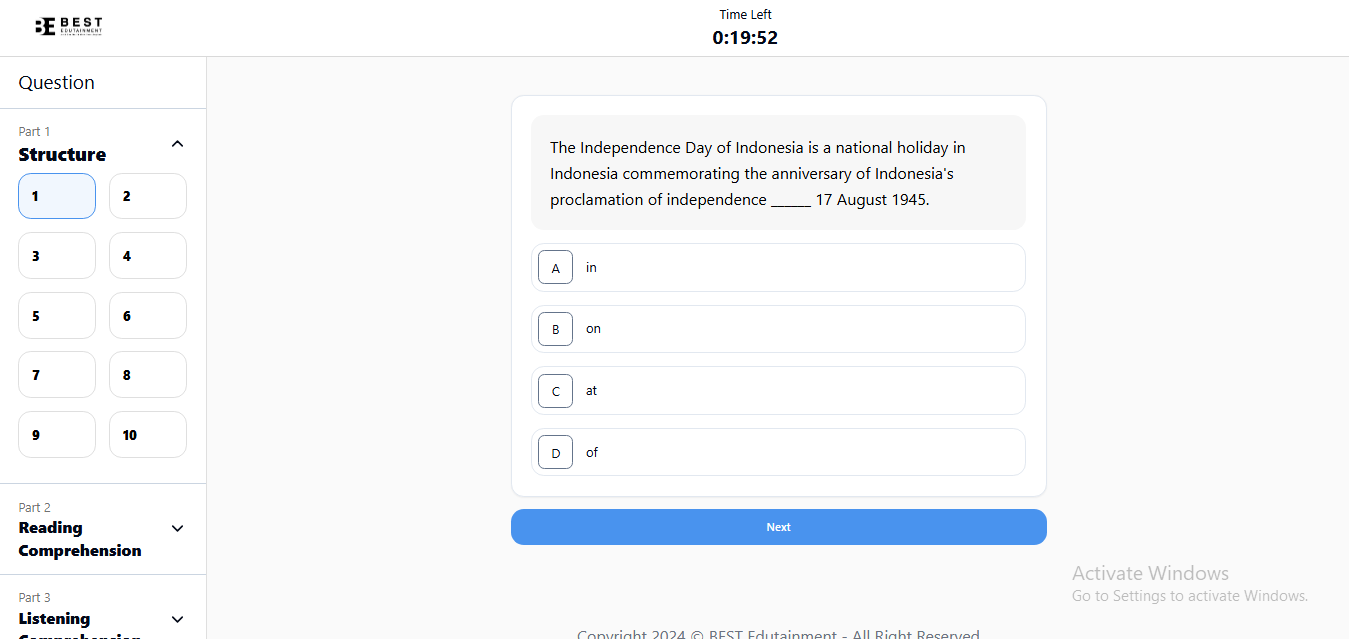 BE BEST
EDUTAINMENT
Time Left
0:19:52
Question
Part 1
Structure
1
2
3
4
5
6
7
8
9
10
Part 2
Reading
Comprehension
Part 3
Listening
Comprehension
The Independence Day of Indonesia is a national holiday in
Indonesia commemorating the anniversary of Indonesia's
proclamation of independence ______ 17 August 1945.
A in
B on
C at
D of
Next
Activate Windows
Go to Settings to activate Windows.
Copyright 2024 © BEST Edutainment - All Right Reserved